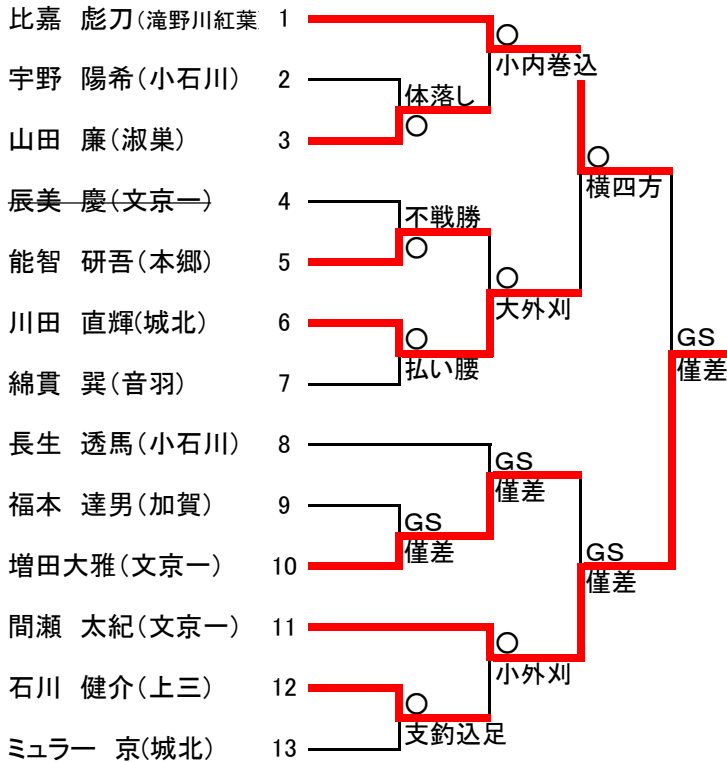 比嘉 彪刀(滝野川紅葉 1
○
小内巻込
宇野 陽希(小石川) 2
体落し
○
山田 廉(淑巣) 3
○
横四方
辰美 慶(文京一) 4
不戦勝
○
能智 研吾(本郷) 5
○
大外刈
川田 直輝(城北) 6
○
払い腰
GS
僅差
綿貫 巽(音羽) 7
長生 透馬(小石川) 8
GS
僅差
福本 達男(加賀) 9
GS
僅差
増田大雅(文京一) 10
GS
僅差
間瀬 太紀(文京一) 11
○
小外刈
石川 健介(上三) 12
○
支釣込足
ミュラー 京(城北) 13